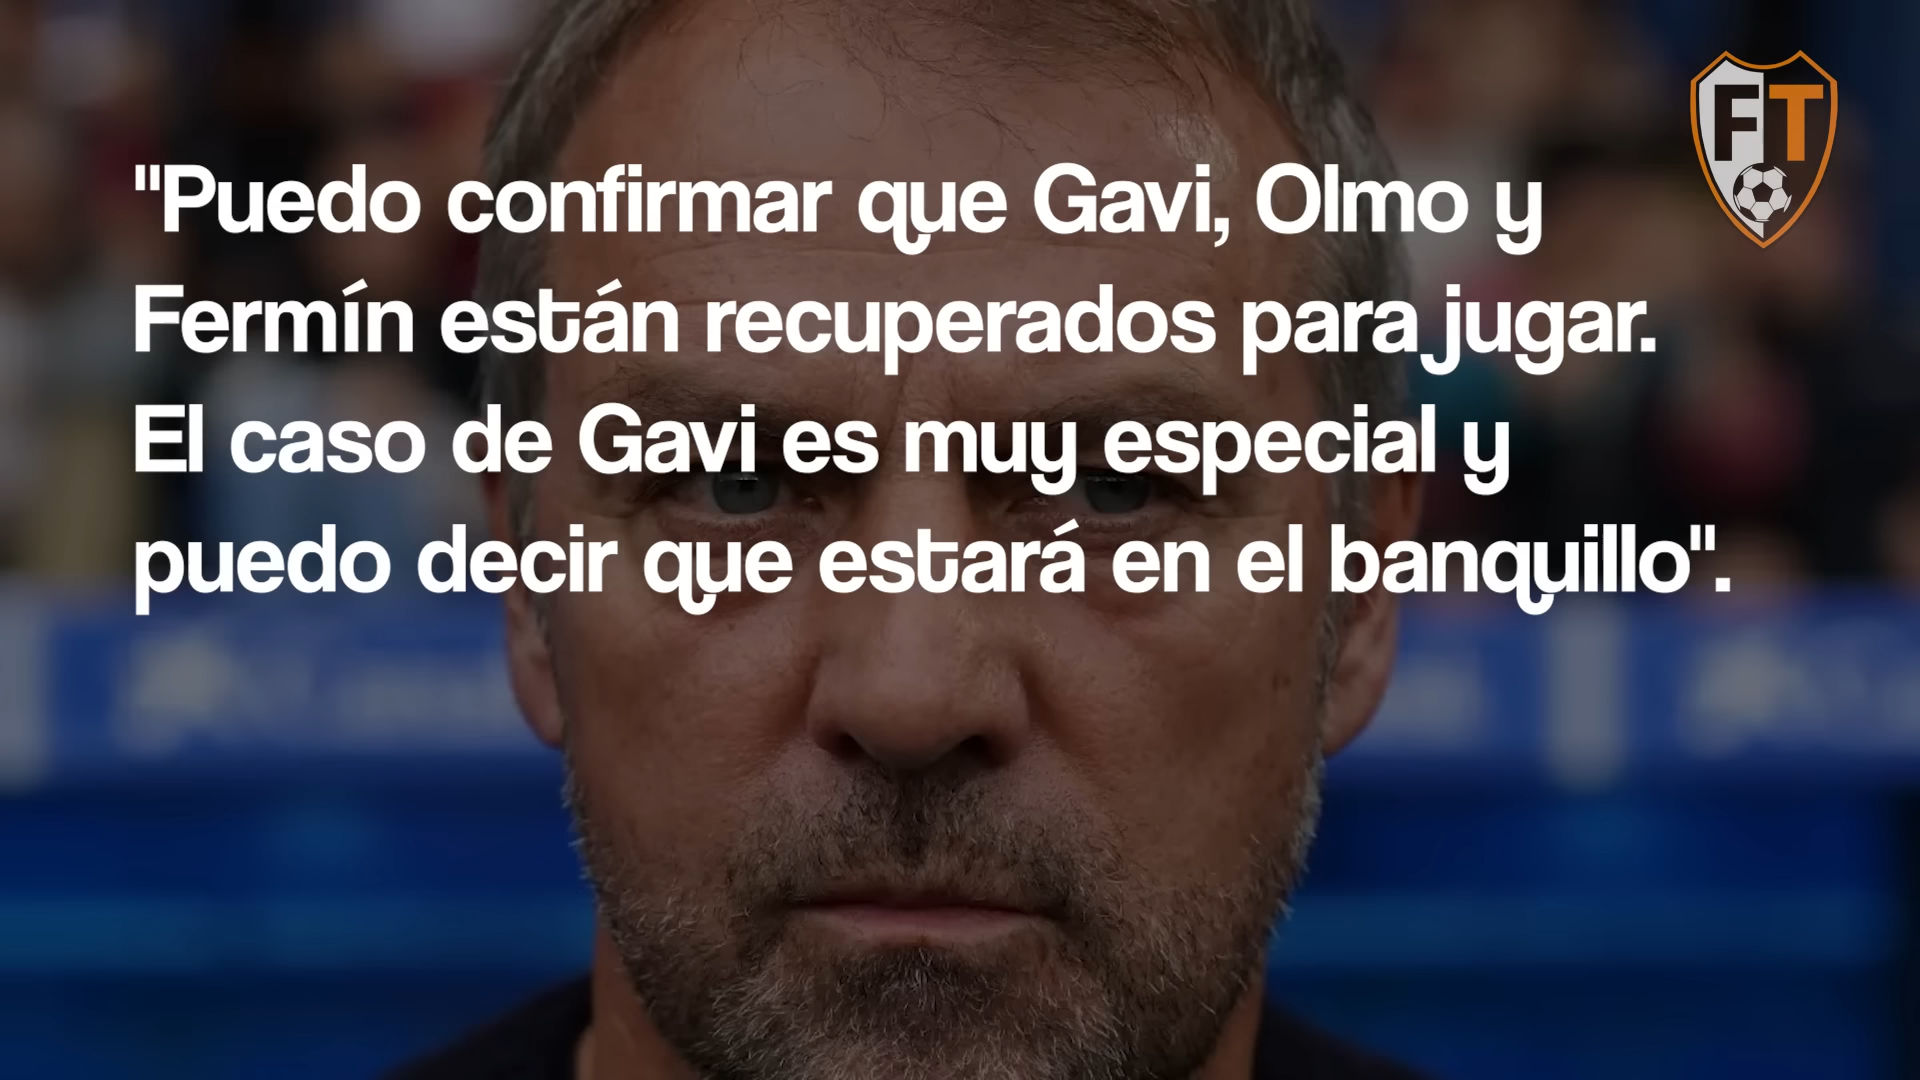 FT
"Puedo confirmar que Gavi, Olmo y
Fermín están recuperados para jugar.
El caso de Gavi es muy especial y
puedo decir que estará en el banquillo".